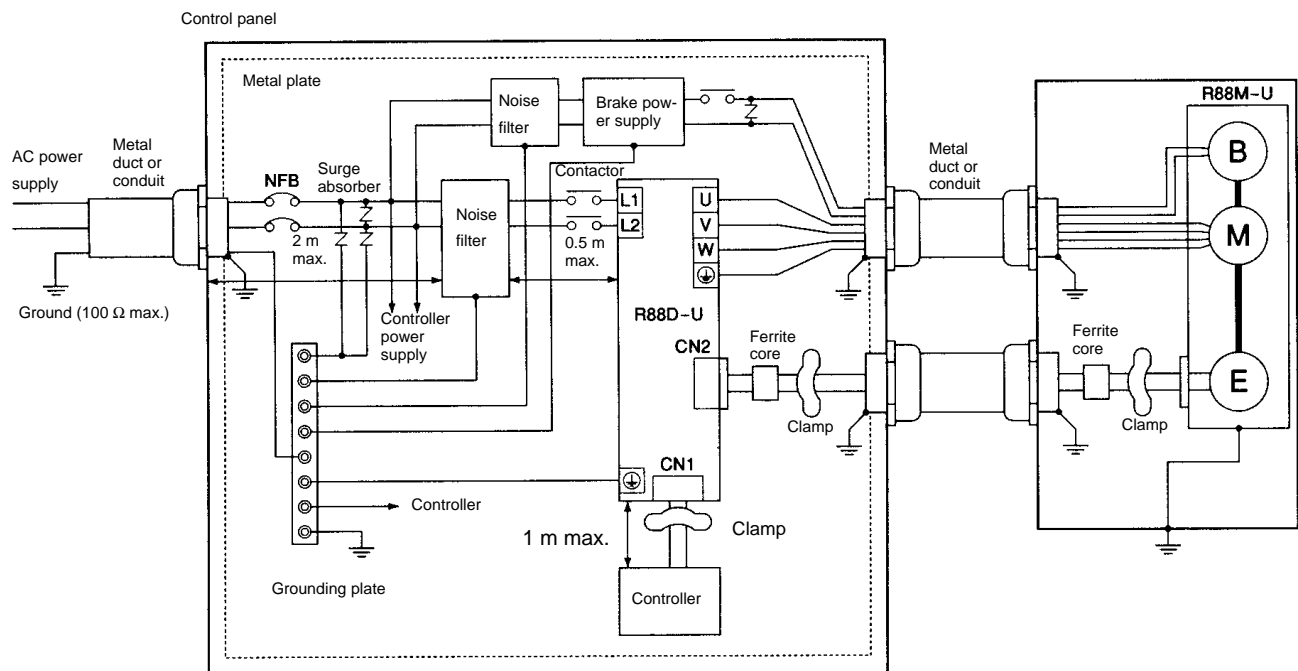 Control panel
Metal plate
R88M-U
Noise
filter
Brake pow-
er supply
B
AC power
supply
Metal
duct or
conduit
NFB
Surge
absorber
Contactor
Metal
duct or
conduit
L1
L2
U
V
W
Noise
filter
M
2 m
max.
0.5 m
max.
Ground (100 Ω max.)
Controller
power
supply
R88D-U
CN2
Ferrite
core
Ferrite
core
E
Clamp
Clamp
CN1
Controller
Clamp
1 m max.
Grounding plate
Controller